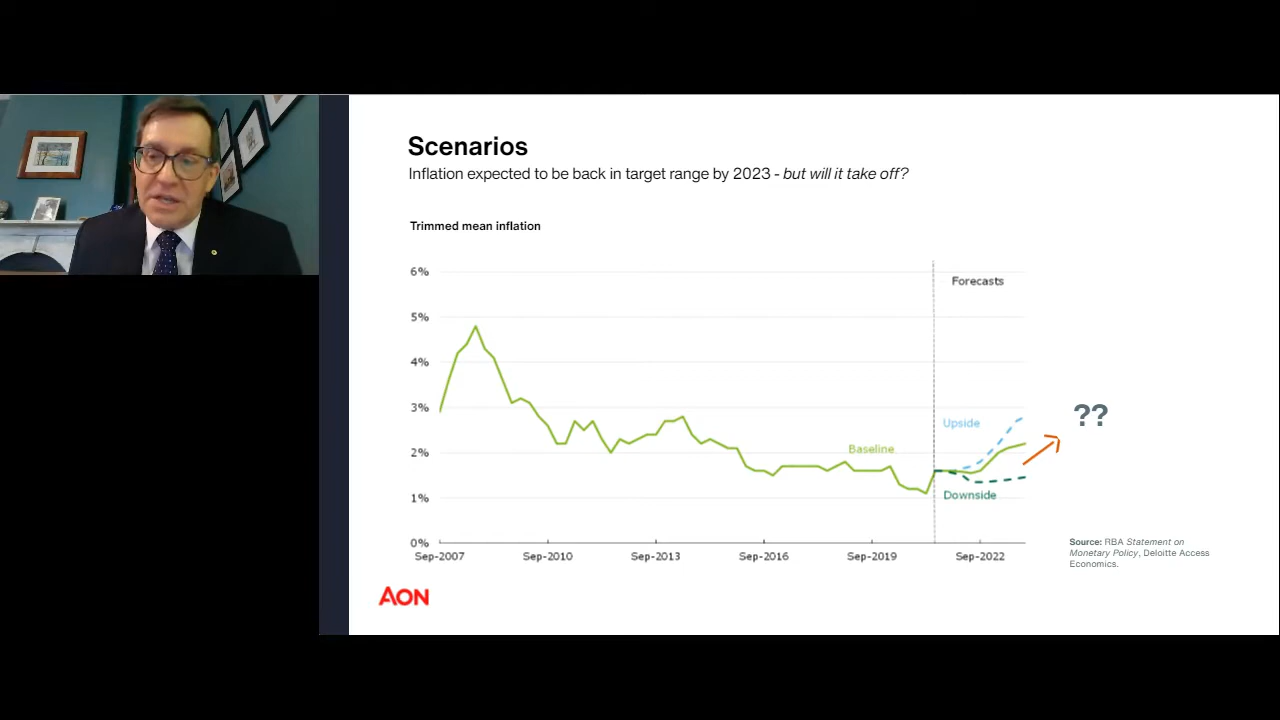 Scenarios
Inflation expected to be back in target range by 2023 - but will it take off?
Trimmed mean inflation
6%
Forecasts
5%
4%
3%
??
Upside
2%
Baseline
1%
Downside
0%
Sep-2007
Sep-2010
Sep-2013
Sep-2016
Sep-2019
Sep-2022
Source: RBA Statement on
Monetary Policy, Deloitte Access
Economics.
AON